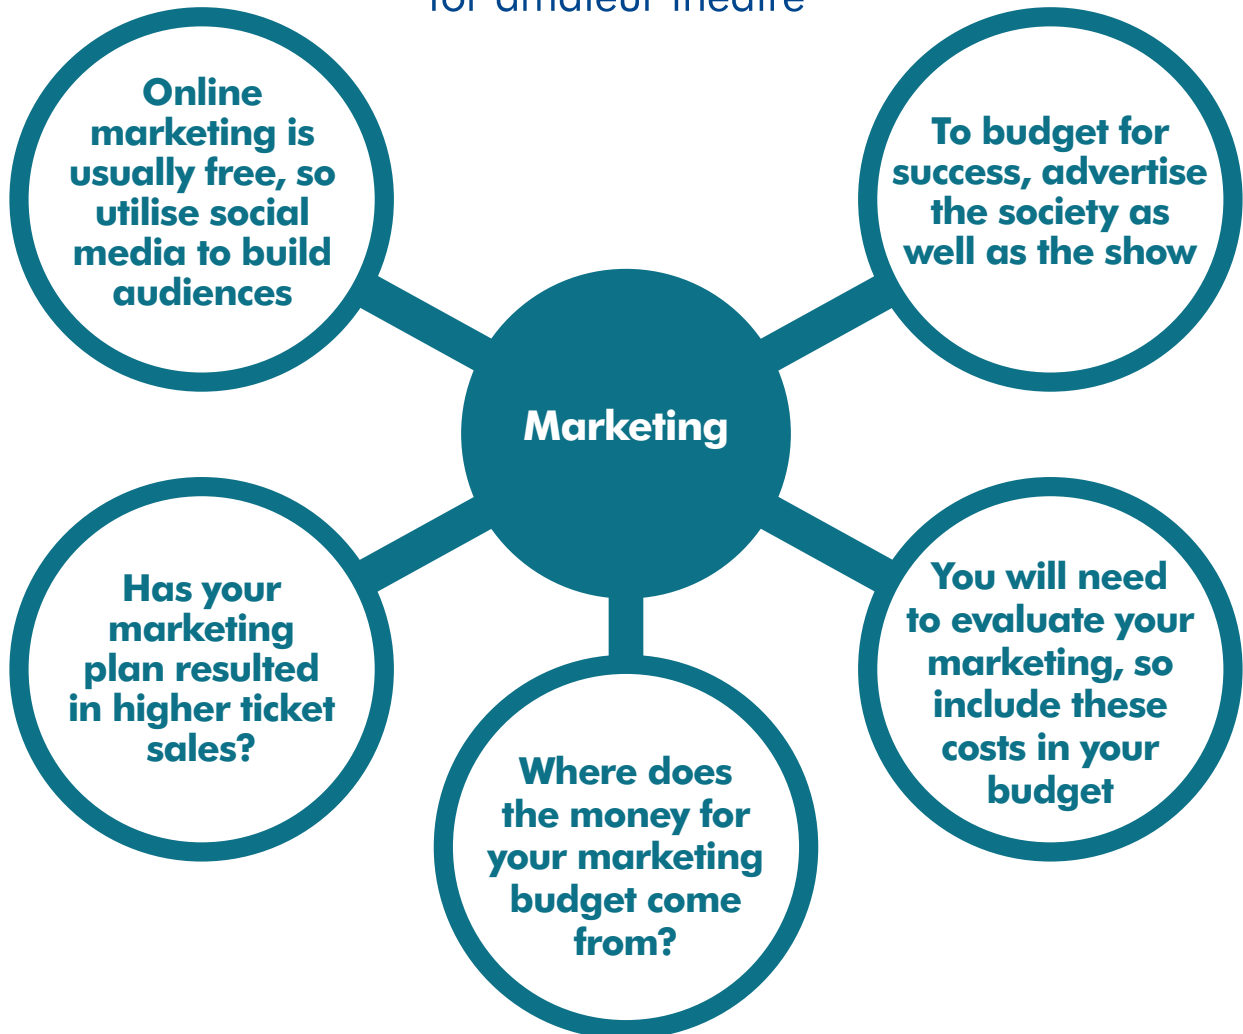 for amateur theatre
Online
marketing is
usually free, so
utilise social
media to build
audiences
To budget for
success, advertise
the society as
well as the show
Marketing
Has your
marketing
plan resulted
in higher ticket
sales?
You will need
to evaluate your
marketing, so
include these
costs in your
budget
Where does
the money for
your marketing
budget come
from?